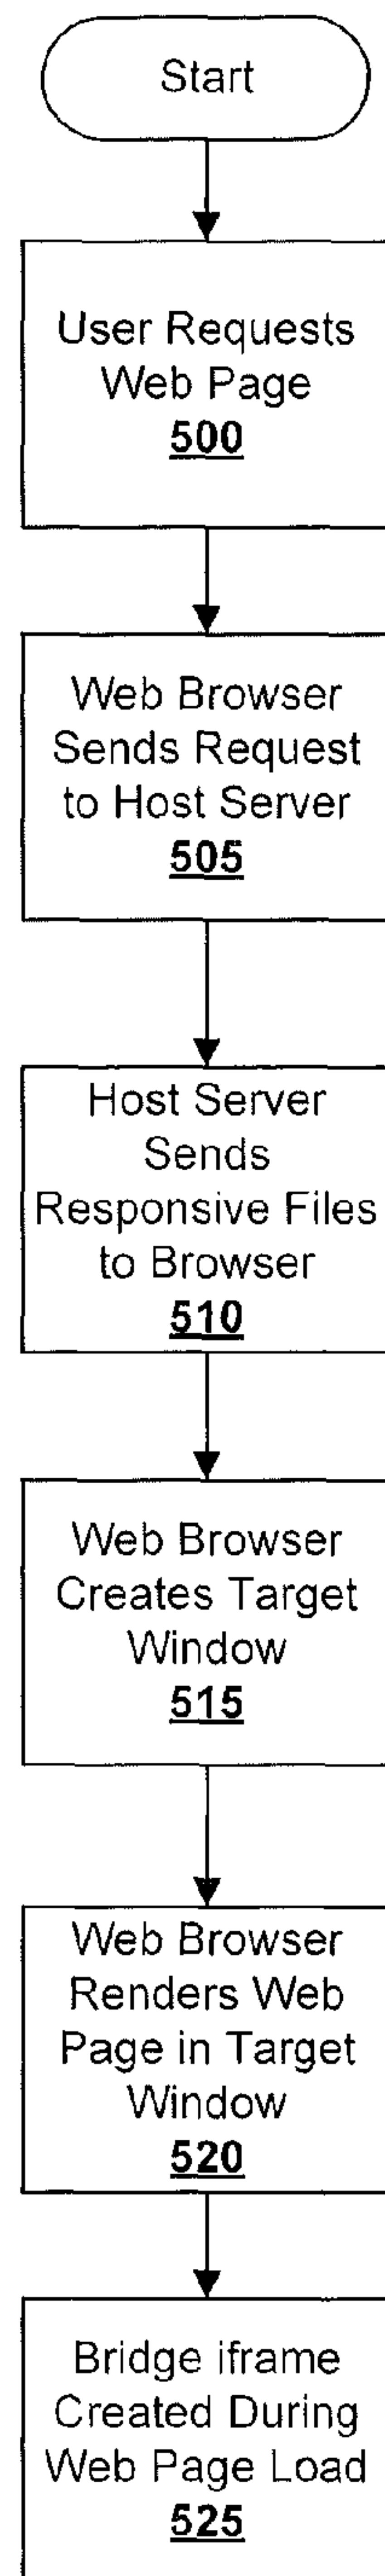 Start
User Requests
Web Page
500
Web Browser
Sends Request
to Host Server
505
Host Server
Sends
Responsive Files
to Browser
510
Web Browser
Creates Target
Window
515
Web Browser
Renders Web
Page in Target
Window
520
Bridge iframe
Created During
Web Page Load
525